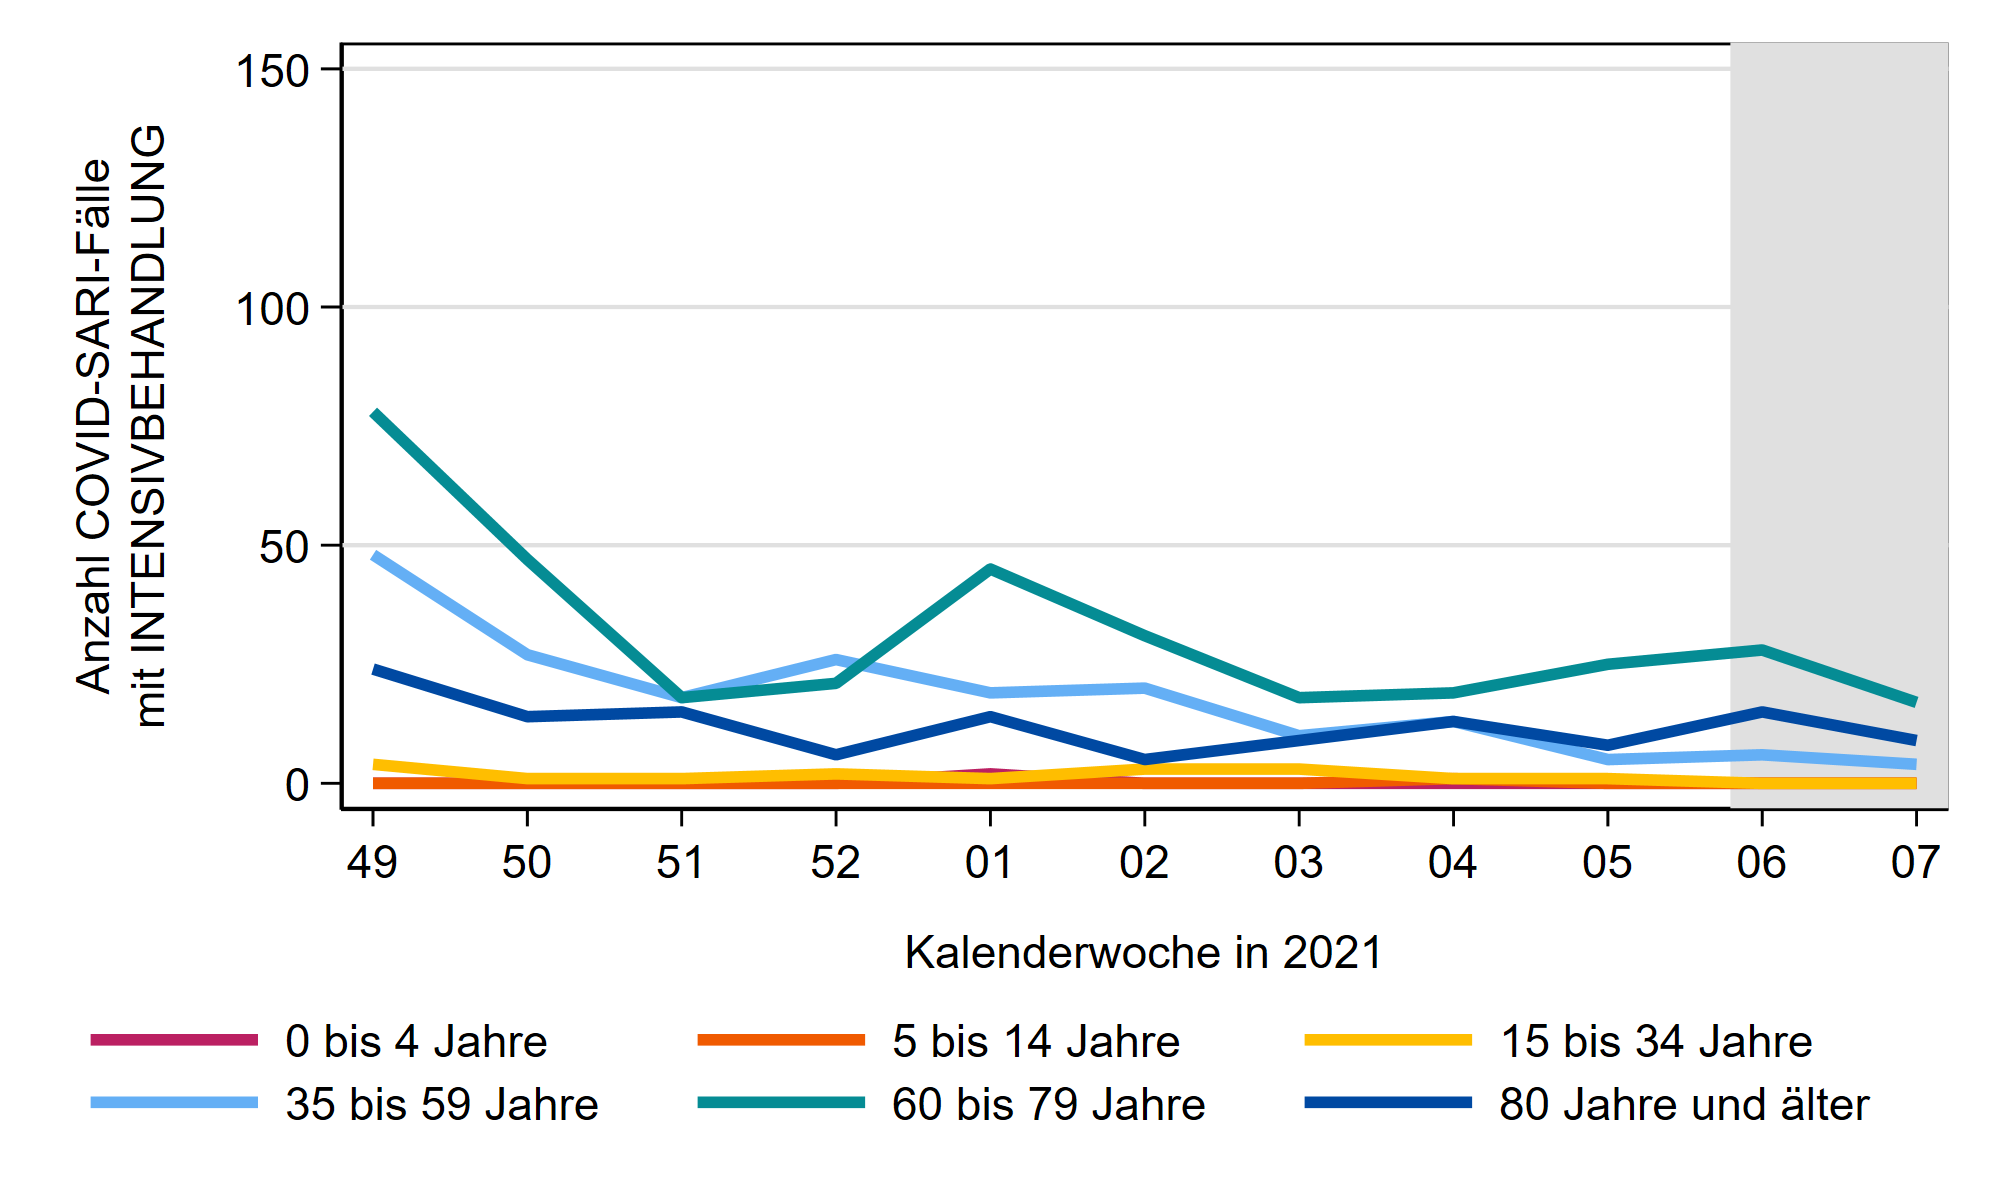 Anzahl COVID-SARI-Fälle
mit INTENSIVBEHANDLUNG
150
100
50
0
49 50 51 52 01 02 03 04 05 06 07
Kalenderwoche in 2021
0 bis 4 Jahre 5 bis 14 Jahre 15 bis 34 Jahre
35 bis 59 Jahre 60 bis 79 Jahre 80 Jahre und älter